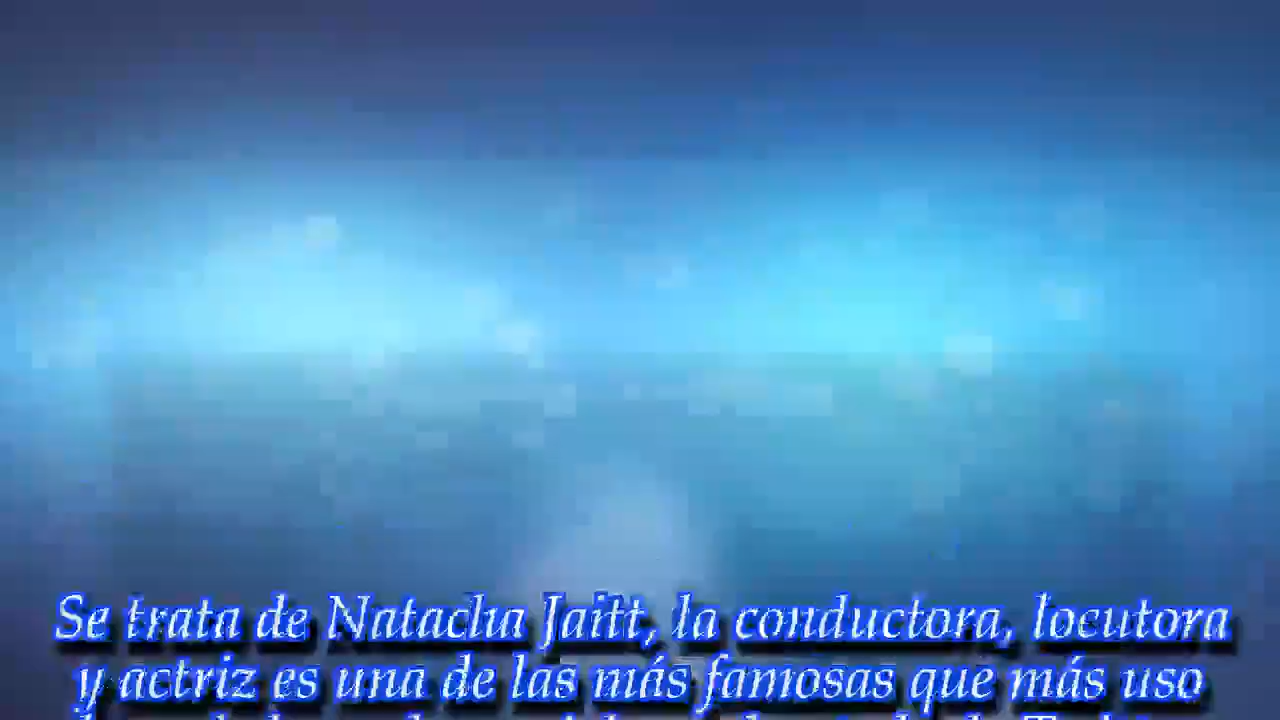 Se trata de Natacha Jaitt, la conductora, locutora
y actriz es una de las más famosas que más uso